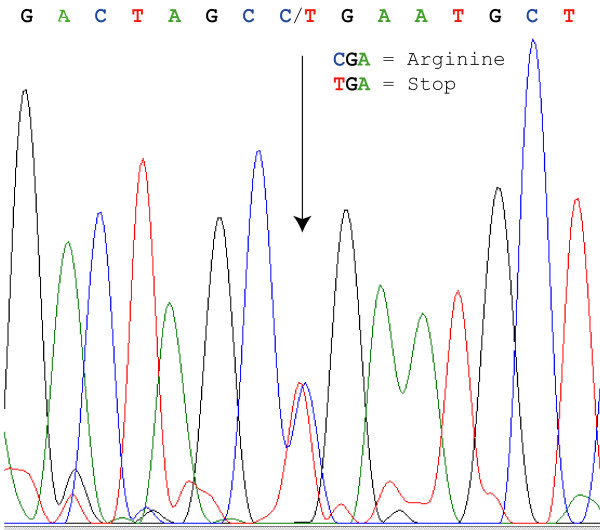 G A C T A G C C/T G A A T G C T
CGA = Arginine
TGA = Stop